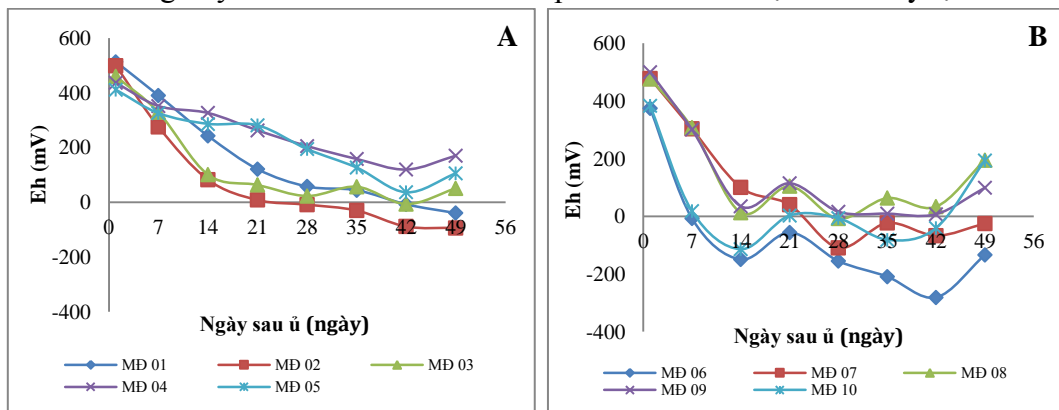 600
A
400
200
0
0 7 14 21 28 35 42 49 56
-200
-400
Eh (mV)
Ngày sau ủ (ngày)
MĐ 01 MĐ 02 MĐ 03
MĐ 04 MĐ 05
600
B
400
200
0
0 7 14 21 28 35 42 49 56
-200
-400
Eh (mV)
Ngày sau ủ (ngày)
MĐ 06 MĐ 07 MĐ 08
MĐ 09 MĐ 10